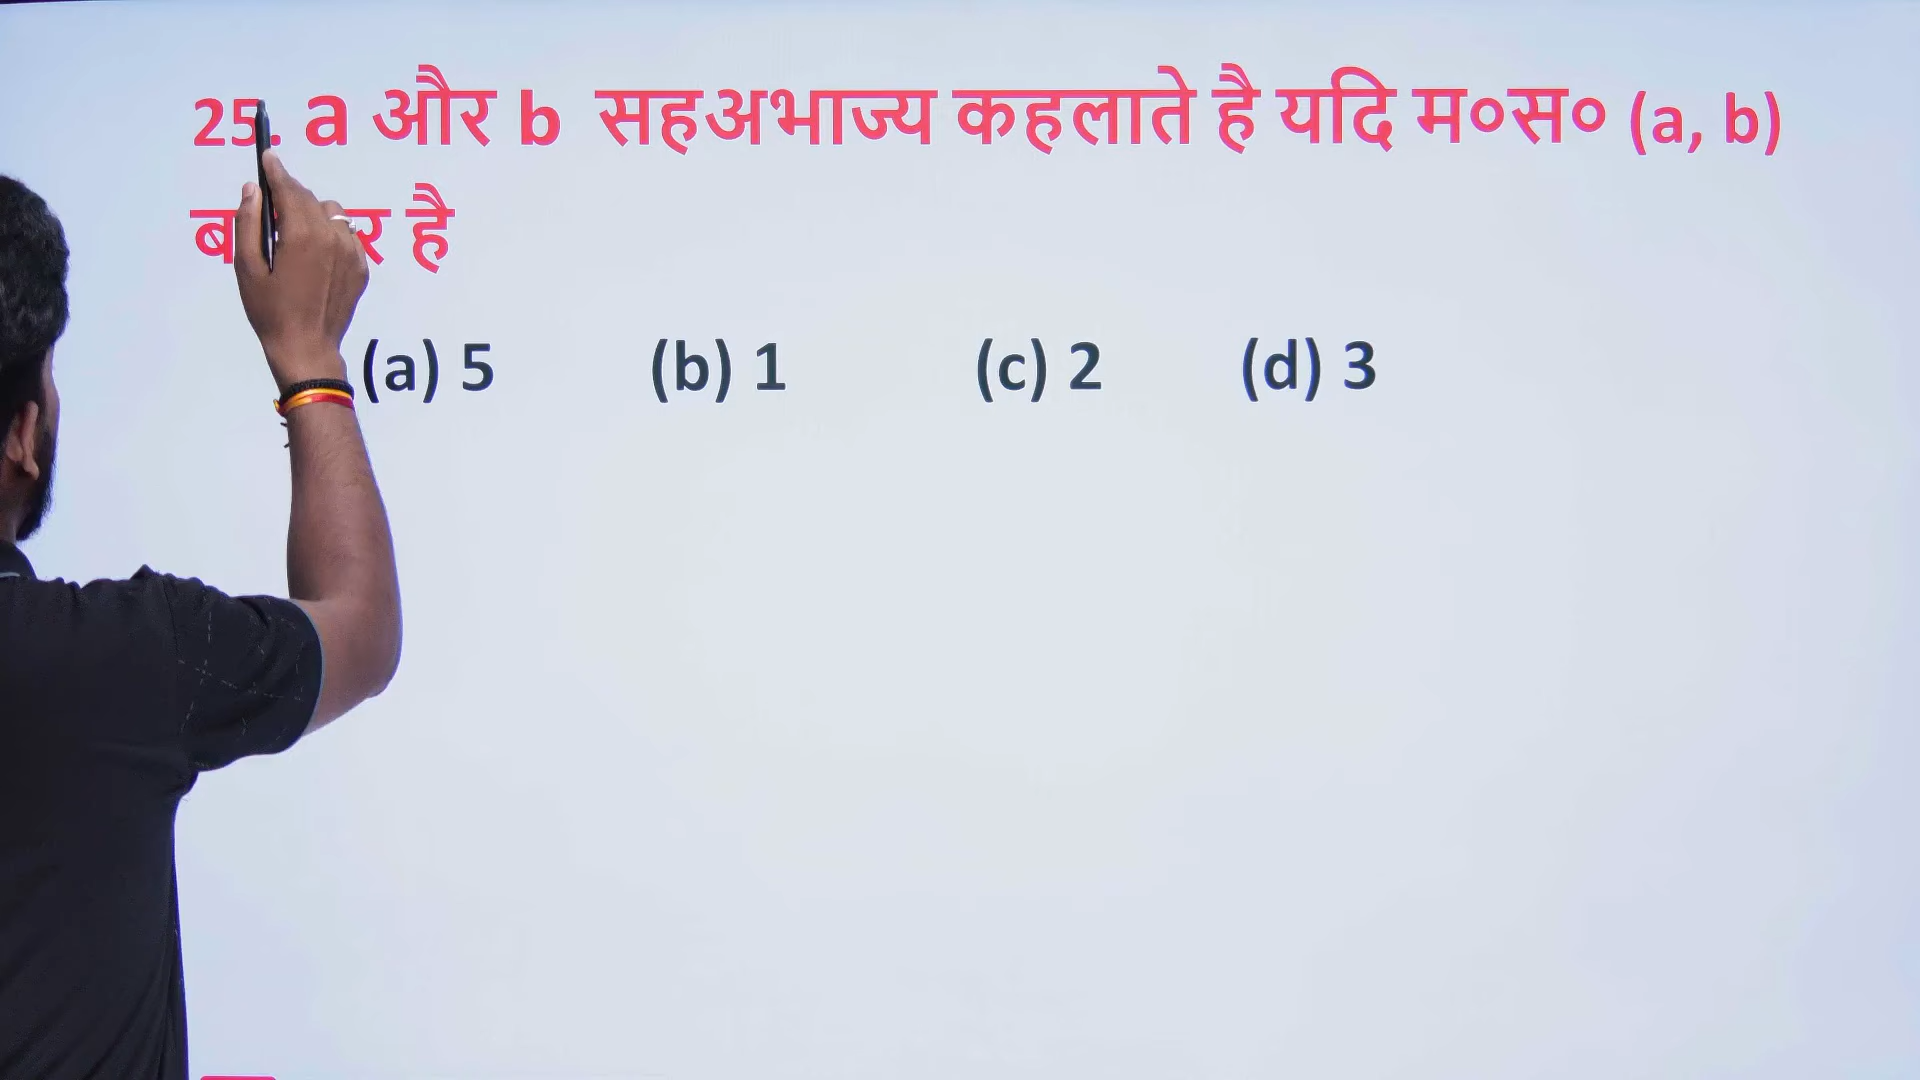 25. a और b सहअभाज्य कहलाते है यदि म०स० (a, b)
है
(a) 5 (b) 1 (c) 2 (d) 3